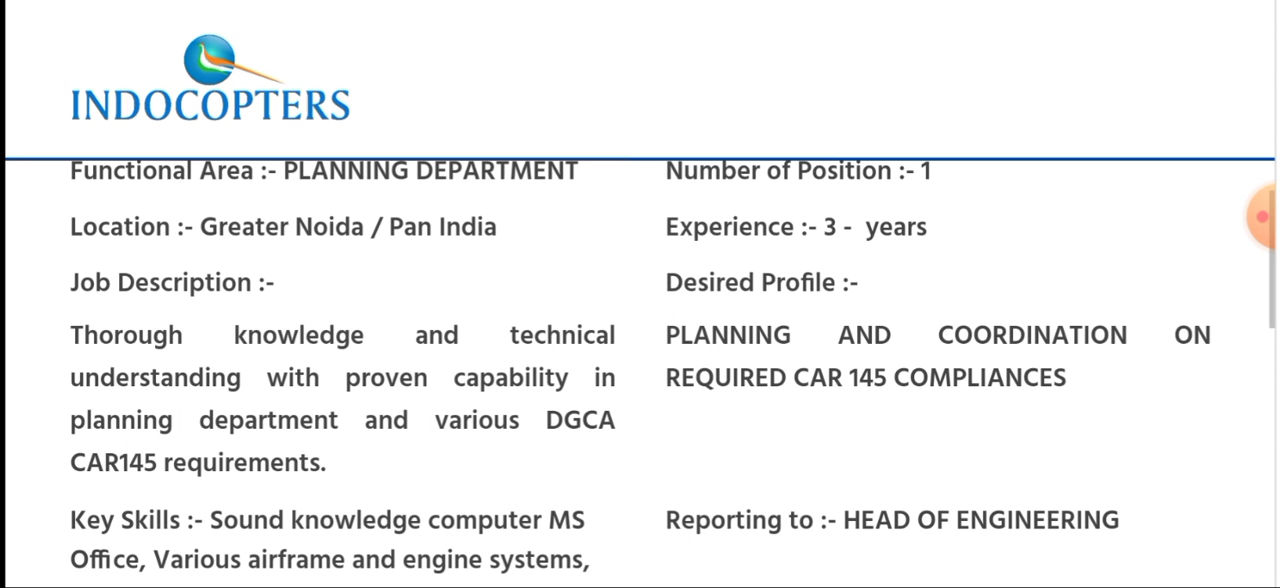 INDOCOPTERS
Functional Area :- PLANNING DEPARTMENT
Number of Position :- 1
Location :- Greater Noida / Pan India
Experience :- 3 - years
Job Description :-
Desired Profile :-
Thorough knowledge and technical
understanding with proven capability in
planning department and various DGCA
CAR145 requirements.
PLANNING AND COORDINATION ON
REQUIRED CAR 145 COMPLIANCES
Key Skills :- Sound knowledge computer MS
Office, Various airframe and engine systems,
Reporting to :- HEAD OF ENGINEERING